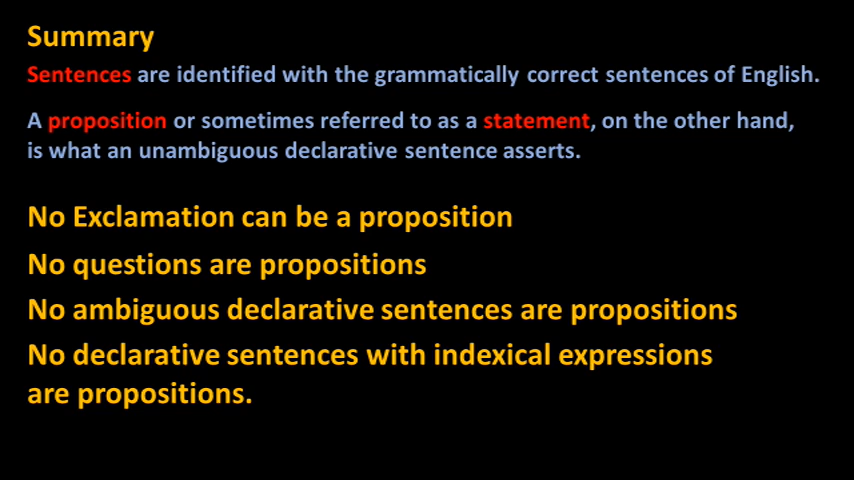 Summary
Sentences are identified with the grammatically correct sentences of English.
A proposition or sometimes referred to as a statement, on the other hand,
is what an unambiguous declarative sentence asserts.
No Exclamation can be a proposition
No questions are propositions
No ambiguous declarative sentences are propositions
No declarative sentences with indexical expressions
are propositions.